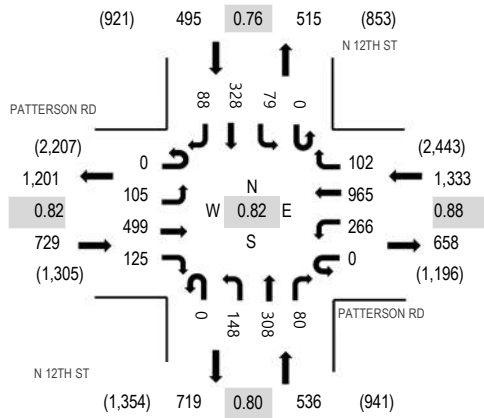 (921) 495 0.76 515 (853)
N 12TH ST
88 328 79 0
PATTERSON RD
(2,207) 0 102 (2,443)
1,201 105 N 965 1,333
0.82 W 0.82 E 0.88
729 499 S 266 658
(1,305) 125 0 (1,196)
0 148 308 80
PATTERSON RD
N 12TH ST
(1,354) 719 0.80 536 (941)